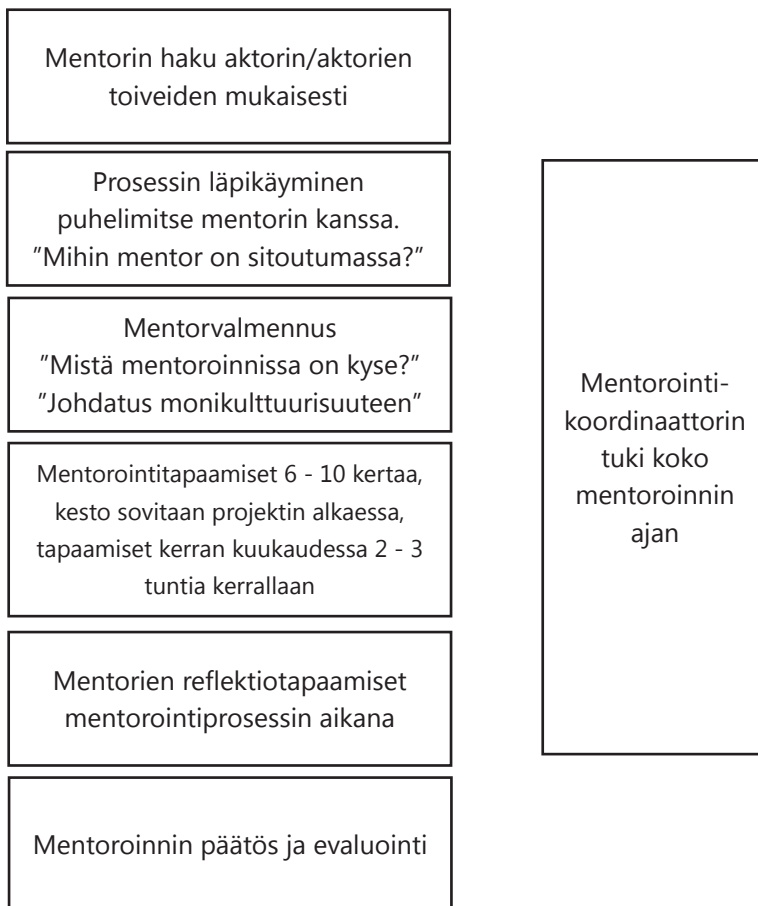 Mentorin haku aktorin/aktorien
toiveiden mukaisesti
Prosessin läpikäyminen
puhelimitse mentorin kanssa.
”Mihin mentor on sitoutumassa?”
Mentorvalmennus
”Mistä mentoroinnissa on kyse?”
”Johdatus monikulttuurisuuteen”
Mentorointitapaamiset 6 - 10 kertaa,
kesto sovitaan projektin alkaessa,
tapaamiset kerran kuukaudessa 2 - 3
tuntia kerrallaan
Mentorien reflektiotapaamiset
mentorointiprosessin aikana
Mentoroinnin päätös ja evaluointi
Mentorointi-
koordinaattorin
tuki koko
mentoroinnin
ajan